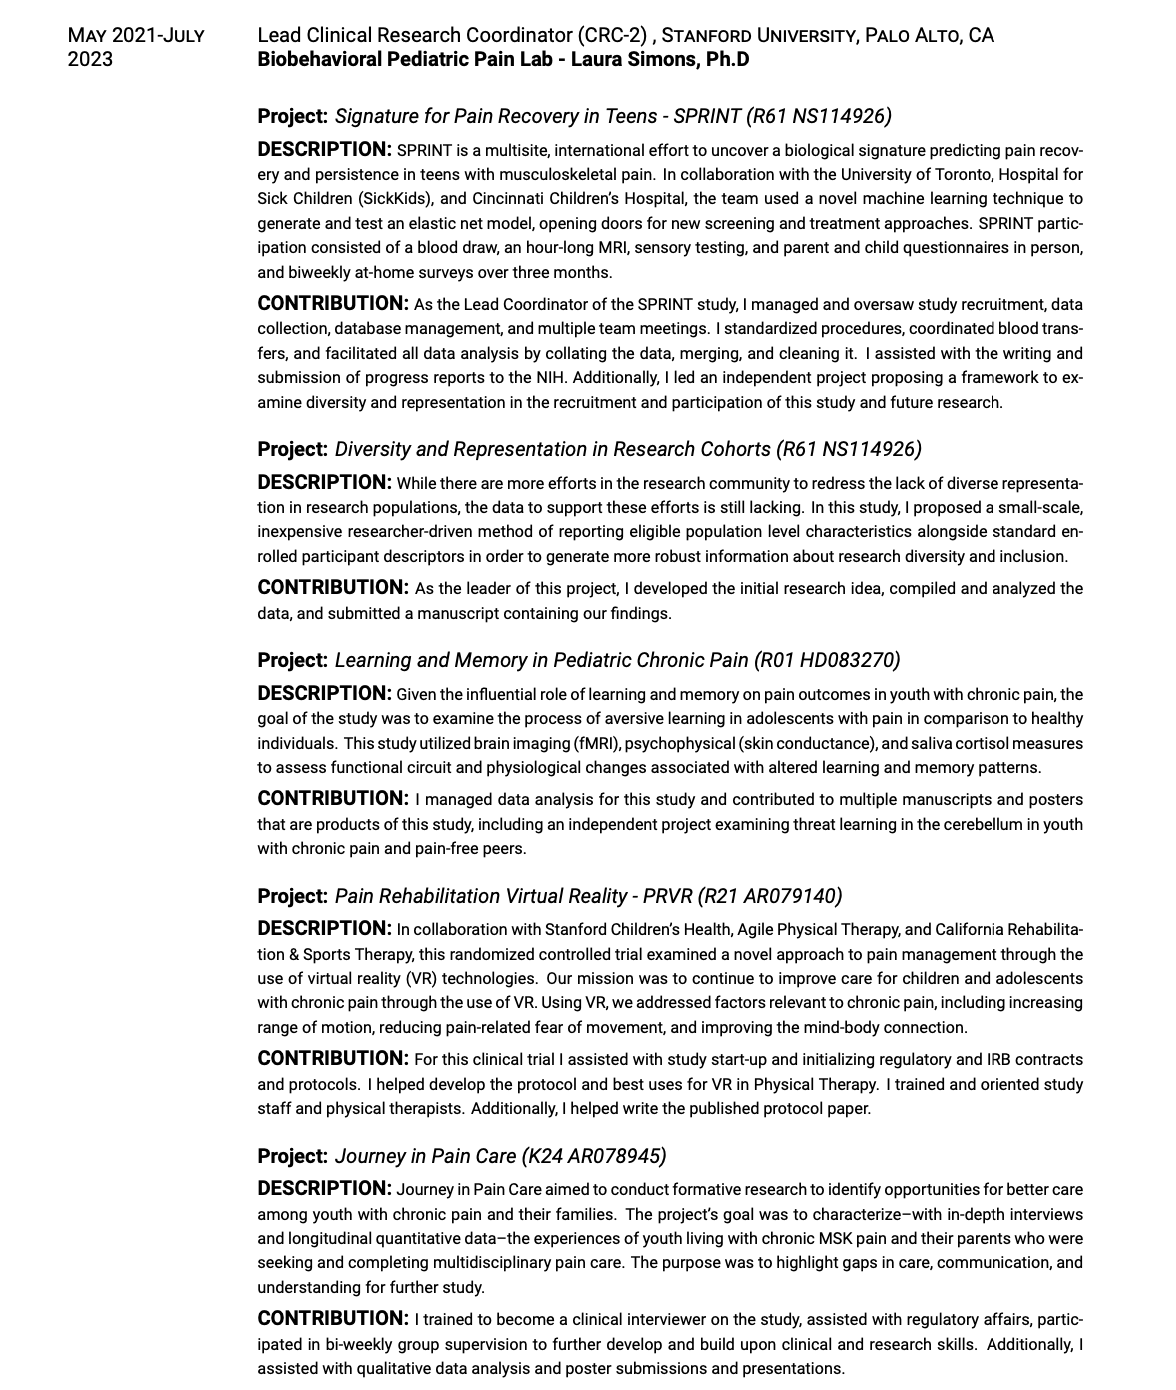 MAY 2021-JULY
2023
Lead Clinical Research Coordinator (CRC-2) , STANFORD UNIVERSITY, PALO ALTO, CA
Biobehavioral Pediatric Pain Lab - Laura Simons, Ph.D
Project: Signature for Pain Recovery in Teens - SPRINT (R61 NS114926)
DESCRIPTION: SPRINT is a multisite, international effort to uncover a biological signature predicting pain recov-
ery and persistence in teens with musculoskeletal pain. In collaboration with the University of Toronto, Hospital for
Sick Children (SickKids), and Cincinnati Children's Hospital, the team used a novel machine learning technique to
generate and test an elastic net model, opening doors for new screening and treatment approaches. SPRINT partic-
ipation consisted of a blood draw, an hour-long MRI, sensory testing, and parent and child questionnaires in person,
and biweekly at-home surveys over three months.
CONTRIBUTION: As the Lead Coordinator of the SPRINT study, I managed and oversaw study recruitment, data
collection, database management, and multiple team meetings. I standardized procedures, coordinated blood trans-
fers, and facilitated all data analysis by collating the data, merging, and cleaning it. I assisted with the writing and
submission of progress reports to the NIH. Additionally, I led an independent project proposing a framework to ex-
amine diversity and representation in the recruitment and participation of this study and future research.
Project: Diversity and Representation in Research Cohorts (R61 NS114926)
DESCRIPTION: While there are more efforts in the research community to redress the lack of diverse representa-
tion in research populations, the data to support these efforts is still lacking. In this study, I proposed a small-scale,
inexpensive researcher-driven method of reporting eligible population level characteristics alongside standard en-
rolled participant descriptors in order to generate more robust information about research diversity and inclusion.
CONTRIBUTION: As the leader of this project, I developed the initial research idea, compiled and analyzed the
data, and submitted a manuscript containing our findings.
Project: Learning and Memory in Pediatric Chronic Pain (R01 HD083270)
DESCRIPTION: Given the influential role of learning and memory on pain outcomes in youth with chronic pain, the
goal of the study was to examine the process of aversive learning in adolescents with pain in comparison to healthy
individuals. This study utilized brain imaging (fMRI), psychophysical (skin conductance), and saliva cortisol measures
to assess functional circuit and physiological changes associated with altered learning and memory patterns.
CONTRIBUTION: I managed data analysis for this study and contributed to multiple manuscripts and posters
that are products of this study, including an independent project examining threat learning in the cerebellum in youth
with chronic pain and pain-free peers.
Project: Pain Rehabilitation Virtual Reality - PRVR (R21 AR079140)
DESCRIPTION: In collaboration with Stanford Children's Health, Agile Physical Therapy, and California Rehabilita-
tion & Sports Therapy, this randomized controlled trial examined a novel approach to pain management through the
use of virtual reality (VR) technologies. Our mission was to continue to improve care for children and adolescents
with chronic pain through the use of VR. Using VR, we addressed factors relevant to chronic pain, including increasing
range of motion, reducing pain-related fear of movement, and improving the mind-body connection.
CONTRIBUTION: For this clinical trial I assisted with study start-up and initializing regulatory and IRB contracts
and protocols. I helped develop the protocol and best uses for VR in Physical Therapy. I trained and oriented study
staff and physical therapists. Additionally, I helped write the published protocol paper.
Project: Journey in Pain Care (K24 AR078945)
DESCRIPTION: Journey in Pain Care aimed to conduct formative research to identify opportunities for better care
among youth with chronic pain and their families. The project's goal was to characterize–with in-depth interviews
and longitudinal quantitative data–the experiences of youth living with chronic MSK pain and their parents who were
seeking and completing multidisciplinary pain care. The purpose was to highlight gaps in care, communication, and
understanding for further study.
CONTRIBUTION: I trained to become a clinical interviewer on the study, assisted with regulatory affairs, partic-
ipated in bi-weekly group supervision to further develop and build upon clinical and research skills. Additionally, I
assisted with qualitative data analysis and poster submissions and presentations.